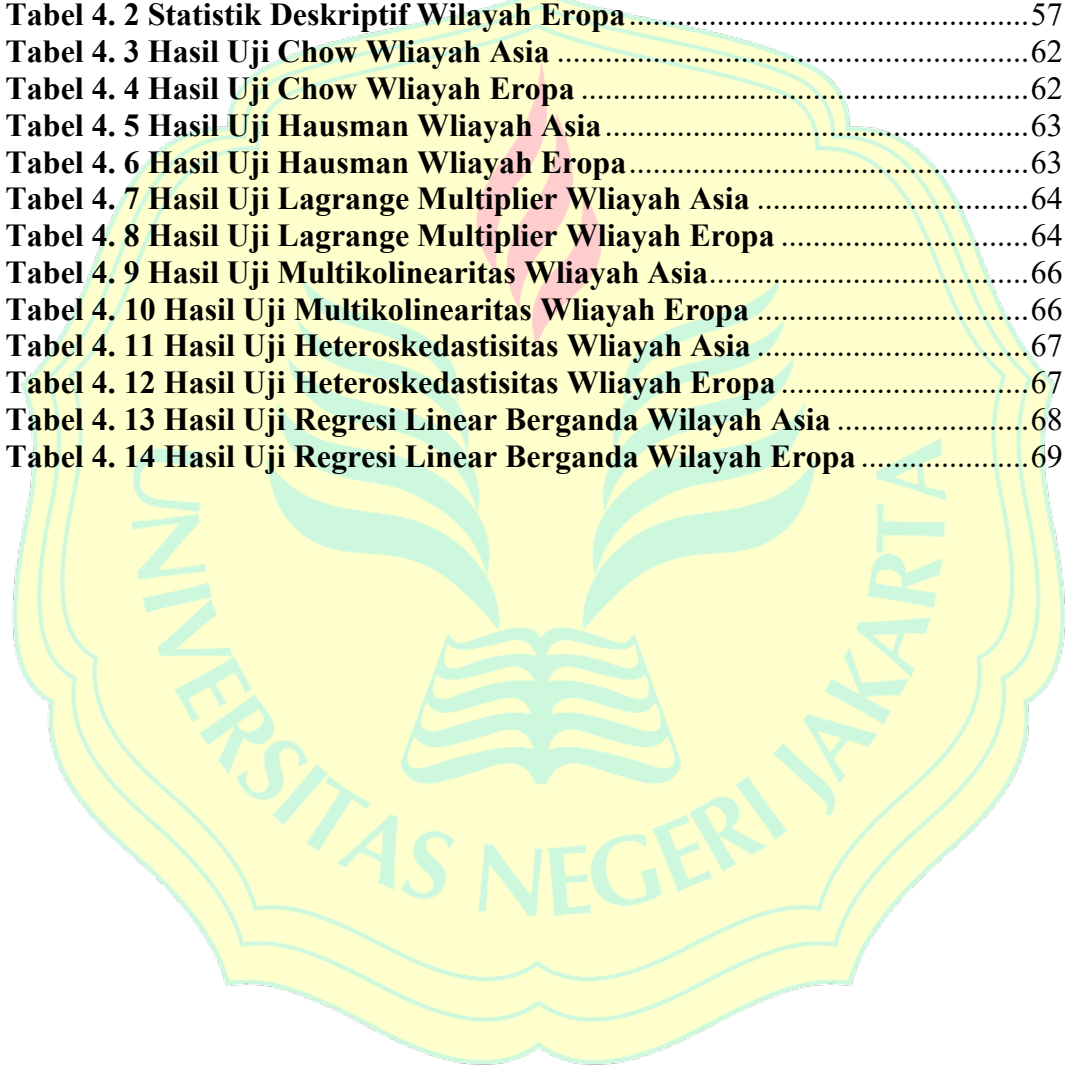 Tabel 4. 2 Statistik Deskriptif Wilayah Eropa.....57
Tabel 4. 3 Hasil Uji Chow Wliayah Asia.....62
Tabel 4. 4 Hasil Uji Chow Wliayah Eropa.....62
Tabel 4. 5 Hasil Uji Hausman Wliayah Asia.....63
Tabel 4. 6 Hasil Uji Hausman Wliayah Eropa.....63
Tabel 4. 7 Hasil Uji Lagrange Multiplier Wliayah Asia.....64
Tabel 4. 8 Hasil Uji Lagrange Multiplier Wliayah Eropa.....64
Tabel 4. 9 Hasil Uji Multikolinearitas Wliayah Asia.....66
Tabel 4. 10 Hasil Uji Multikolinearitas Wliayah Eropa.....66
Tabel 4. 11 Hasil Uji Heteroskedastisitas Wliayah Asia.....67
Tabel 4. 12 Hasil Uji Heteroskedastisitas Wliayah Eropa.....67
Tabel 4. 13 Hasil Uji Regresi Linear Berganda Wilayah Asia.....68
Tabel 4. 14 Hasil Uji Regresi Linear Berganda Wilayah Eropa.....69
UNIVERSITAS NEGERI JAKARTA